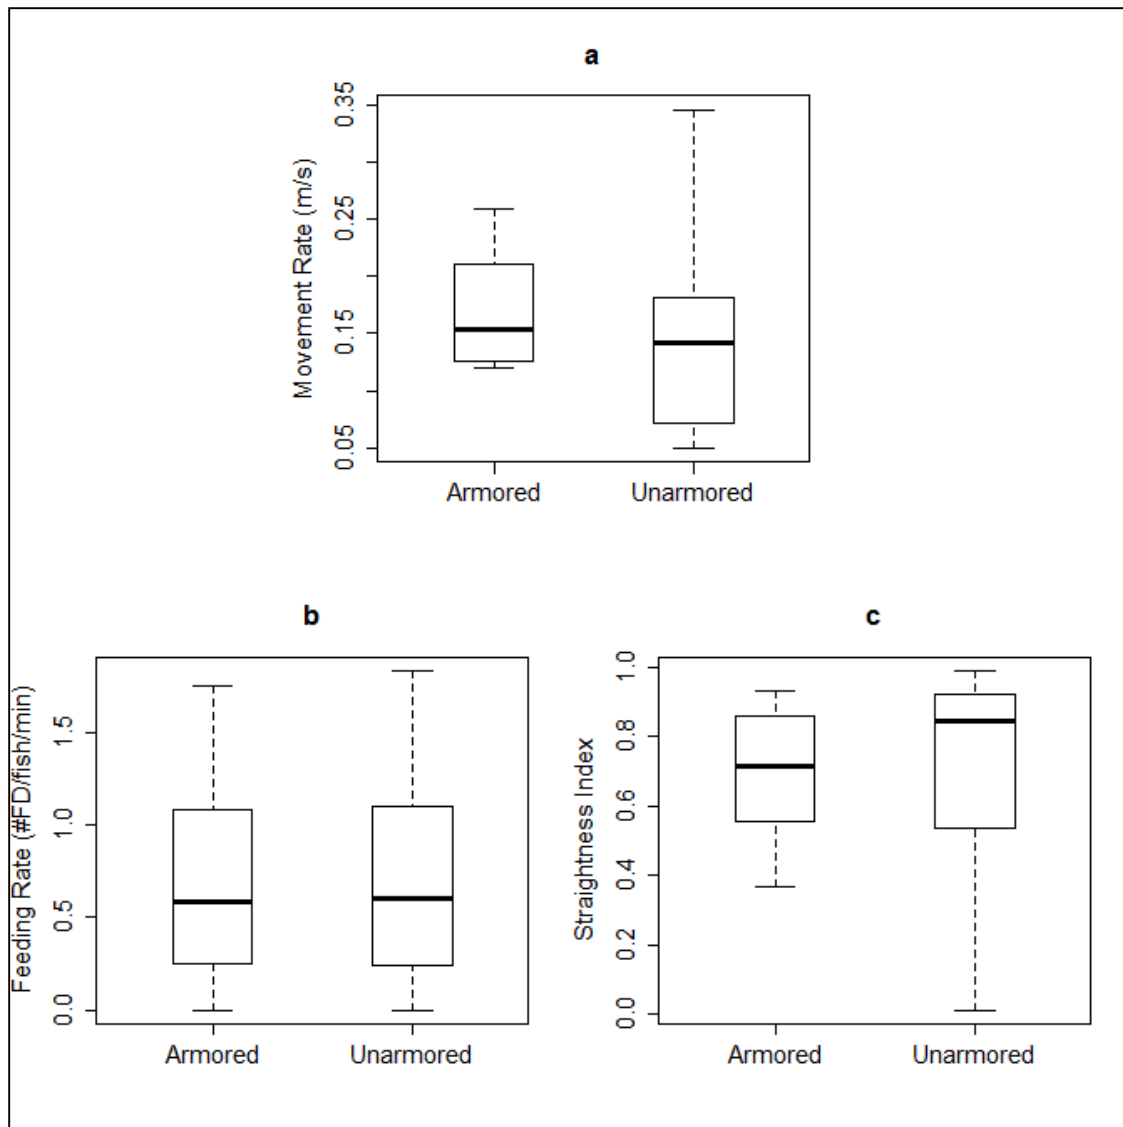 a
Movement Rate (m/s)
0.35
0.25
0.15
0.05
Armored Unarmored
b
Feeding Rate (#FD/fish/min)
1.5
1.0
0.5
0.0
Armored Unarmored
c
Straightness Index
1.0
0.8
0.6
0.4
0.2
0.0
Armored Unarmored